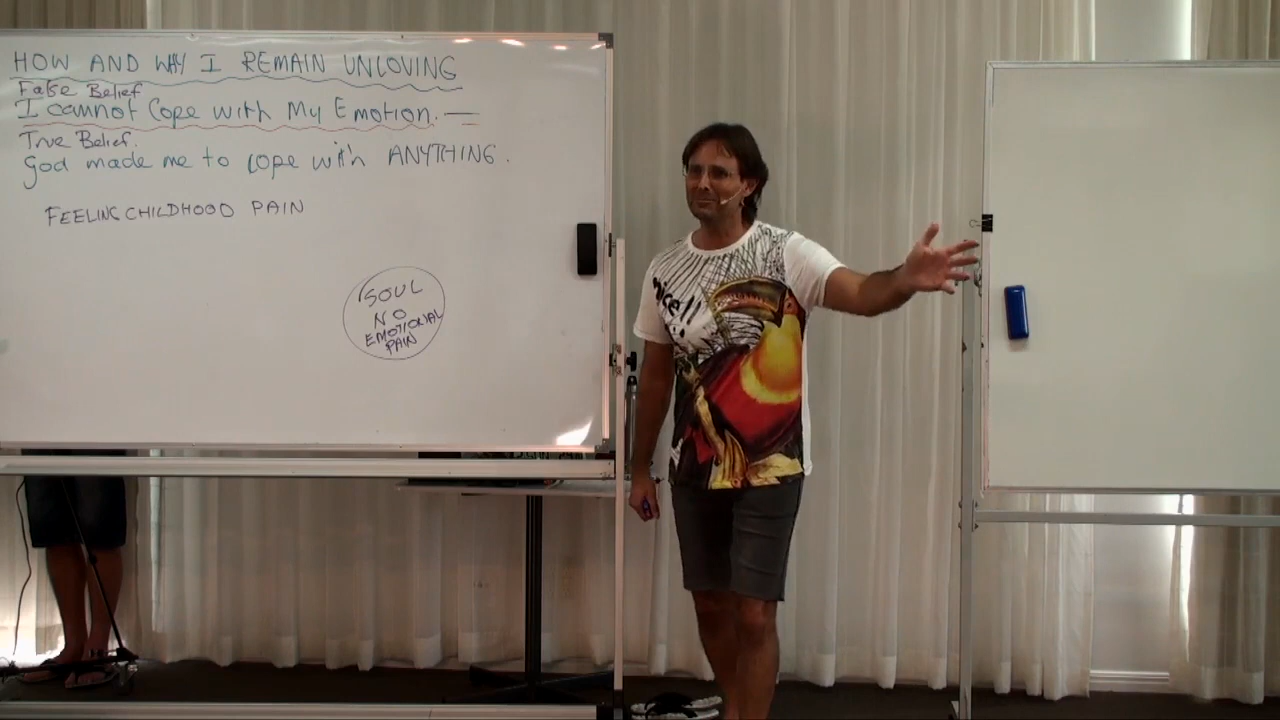 HOW AND WHY I REMAIN UNLOVING
False Belief
I cannot Cope with My Emotion. —
True Belief.
God made me to cope with ANYTHING.
FEELING CHILDHOOD PAIN
SOUL
NO
EMOTIONAL
PAIN
nice!!